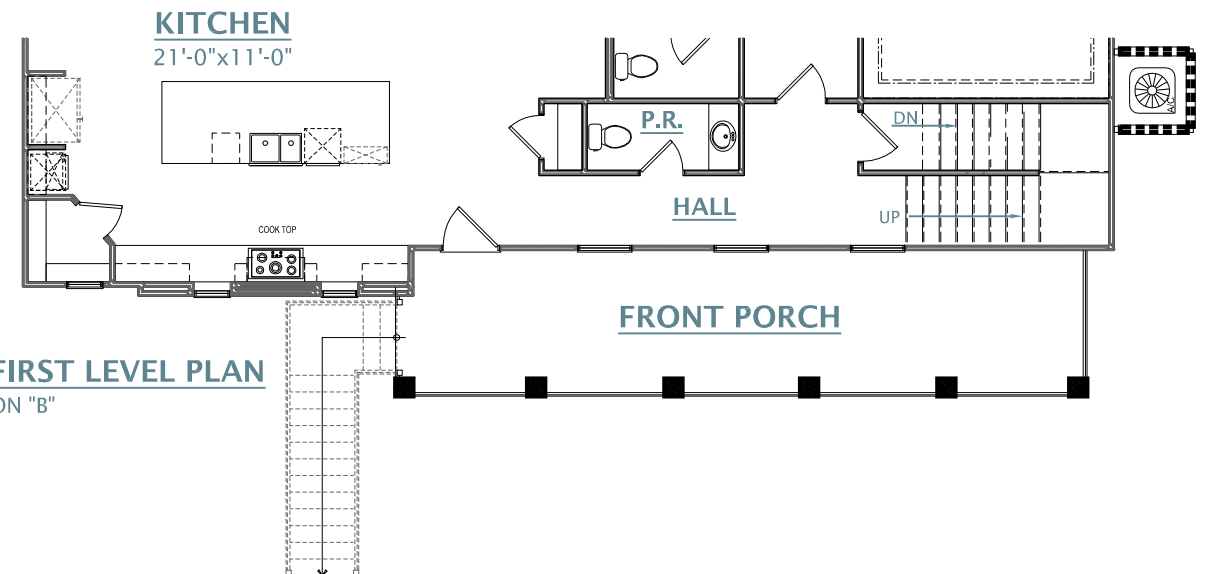 KITCHEN
21'-0"x11'-0"
A/C
DN
P.R.
HALL
UP
COOK TOP
FRONT PORCH
FIRST LEVEL PLAN
ON "B"